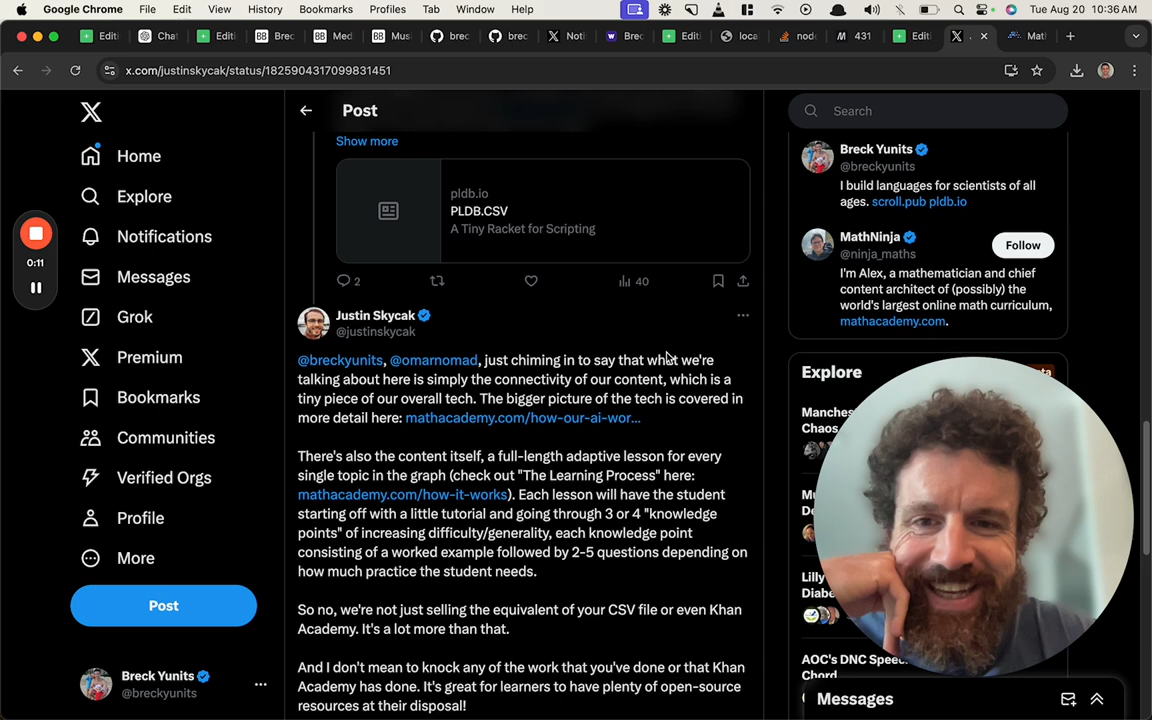 Google Chrome File Edit View History Bookmarks Profiles Tab Window Help Tue Aug 20 10:36 AM
Editi Chat Editi BB Brec BB Med BB Mus brec brec Noti Brec Editi loca node 431 Editi Mat
x.com/justinskycak/status/1825904317099831451
Home
Explore
Notifications
Messages
Grok
Premium
Bookmarks
Communities
Verified Orgs
Profile
More
Post
Breck Yunits
@breckyunits
0:11
Post
Show more
pldb.io
PLDB.CSV
A Tiny Racket for Scripting
2 40
Justin Skycak
@justinskycak
@breckyunits, @omarnomad, just chiming in to say that what we're
talking about here is simply the connectivity of our content, which is a
tiny piece of our overall tech. The bigger picture of the tech is covered in
more detail here: mathacademy.com/how-our-ai-wor...
There's also the content itself, a full-length adaptive lesson for every
single topic in the graph (check out "The Learning Process" here:
mathacademy.com/how-it-works). Each lesson will have the student
starting off with a little tutorial and going through 3 or 4 "knowledge
points" of increasing difficulty/generality, each knowledge point
consisting of a worked example followed by 2-5 questions depending on
how much practice the student needs.
So no, we're not just selling the equivalent of your CSV file or even Khan
Academy. It's a lot more than that.
And I don't mean to knock any of the work that you've done or that Khan
Academy has done. It's great for learners to have plenty of open-source
resources at their disposal!
Search
Breck Yunits
@breckyunits
I build languages for scientists of all
ages. scroll.pub pldb.io
MathNinja
@ninja_maths
Follow
I'm Alex, a mathematician and chief
content architect of (possibly) the
world's largest online math curriculum,
mathacademy.com.
Explore
Manches
Chaos
Lilly
Diabe
AOC's DNC Speec
Chord
Messages